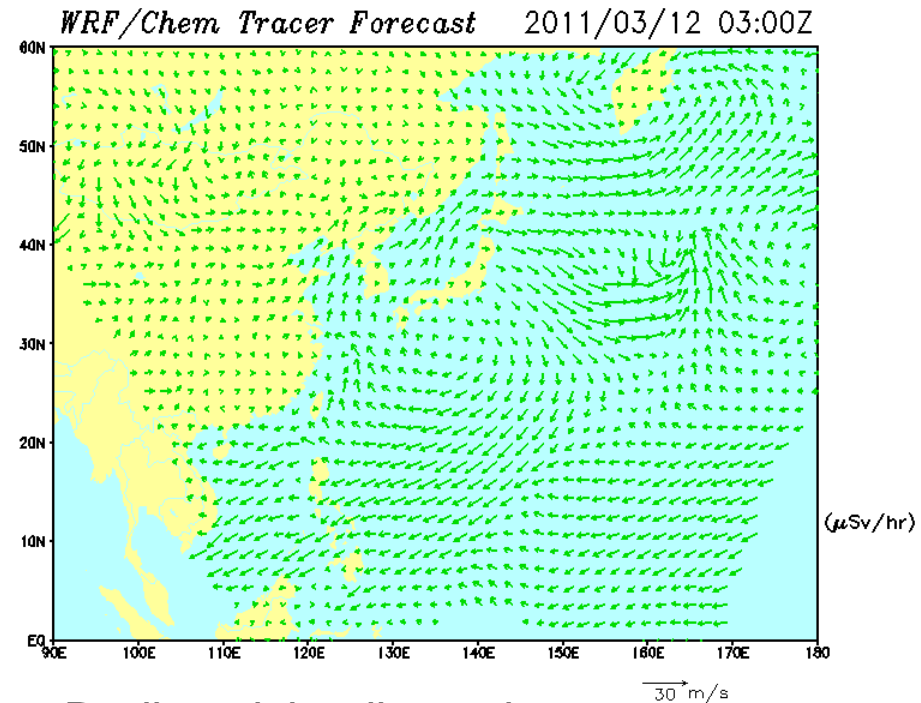 WRF/Chem Tracer Forecast 2011/03/12 03:00Z
60N
50N
40N
30N
20N
10N
EQ
90E 100E 110E 120E 130E 140E 150E 160E 170E 180
(μSv/hr)
30 m/s